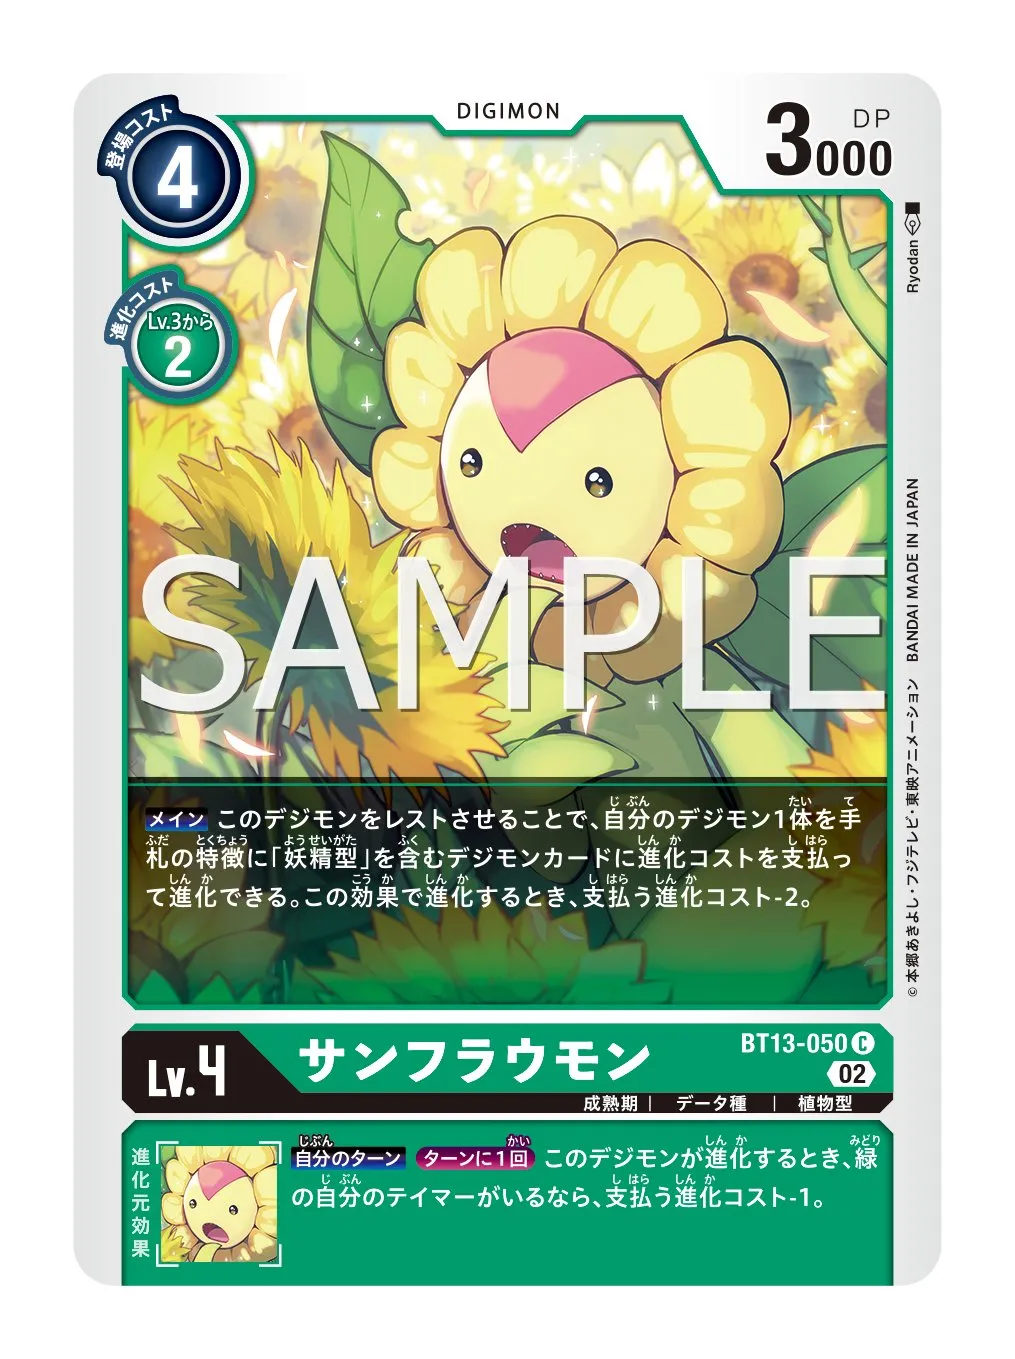 DIGIMON
登場コスト
4
3000
DP
進化コスト
Lv.3から
2
Ryodan
SAMPLE
メイン このデジモンをレストさせることで、自分のデジモン1体を手
札の特徴に「妖精型」を含むデジモンカードに進化コストを支払っ
て進化できる。この効果で進化するとき、支払う進化コスト-2。
©本郷あきよし・フジテレビ・東映アニメーション BANDAI MADE IN JAPAN
Lv.4
サンフラウモン
BT13-050 C
02
成熟期 | データ種 | 植物型
進化元効果
自分のターン ターンに1回 このデジモンが進化するとき、緑
の自分のテイマーがいるなら、支払う進化コスト-1。